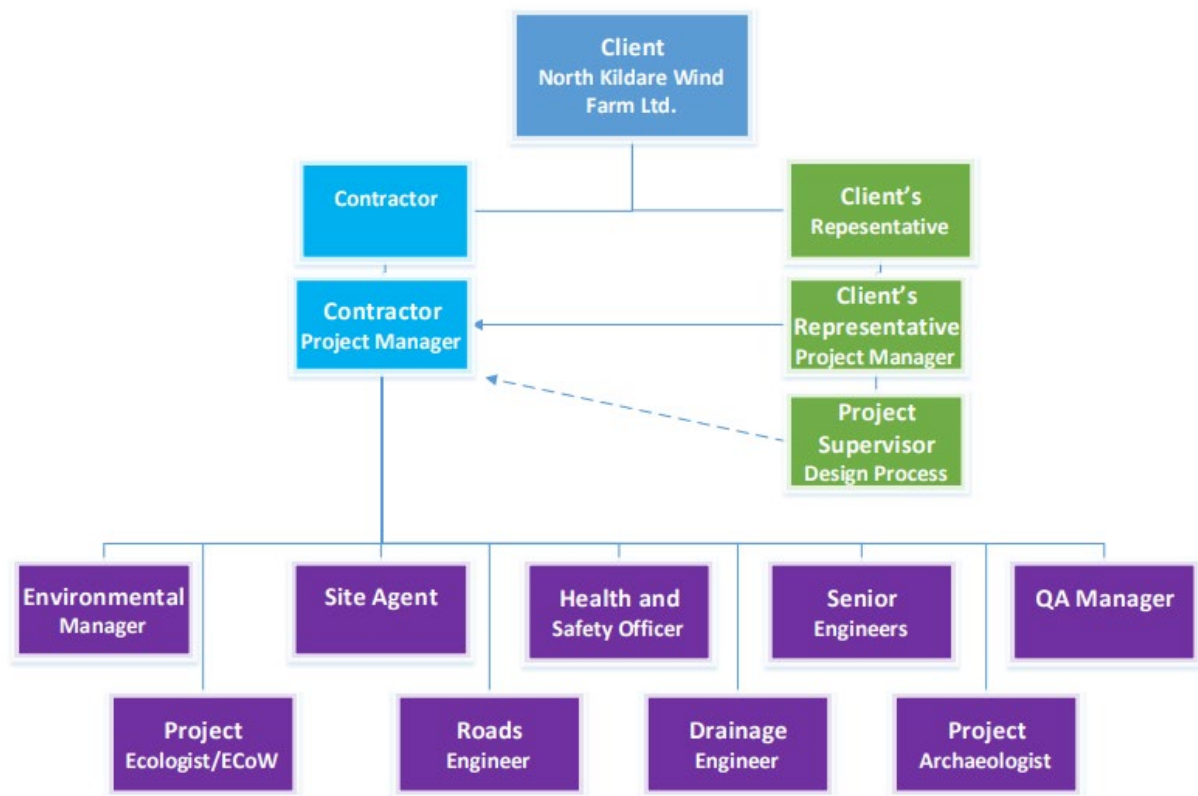 Client
North Kildare Wind
Farm Ltd.
Contractor
Client’s
Repesentative
Contractor
Project Manager
Client’s
Representative
Project Manager
Project
Supervisor
Design Process
Environmental
Manager
Site Agent
Health and
Safety Officer
Senior
Engineers
QA Manager
Project
Ecologist/ECoW
Roads
Engineer
Drainage
Engineer
Project
Archaeologist